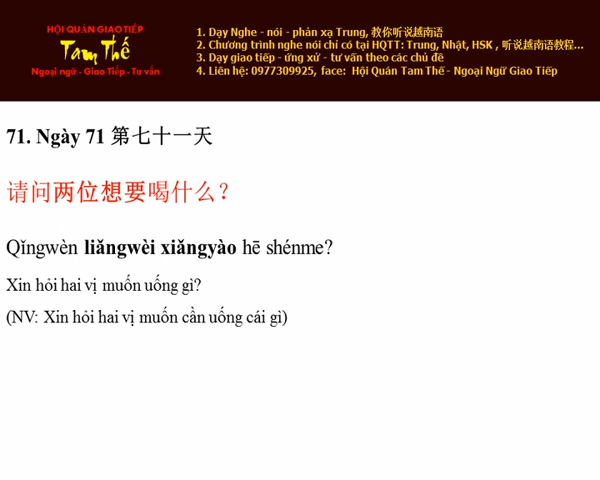 HỘI QUÁN GIAO TIẾP
Tam Thế
Ngoại ngữ - Giao Tiếp - Tư vấn
1. Dạy Nghe - nói - phản xạ Trung, 教你听说越南语
2. Chương trình nghe nói chỉ có tại HQTT: Trung, Nhật, HSK , 听说越南语教程...
3. Dạy giao tiếp - ứng xử - tư vấn theo các chủ đề
4. Liên hệ: 0977309925, face: Hội Quán Tam Thế - Ngoại Ngữ Giao Tiếp
71. Ngày 71 第七十一天
请问两位想要喝什么？
Qǐngwèn liǎngwèi xiǎngyào hē shénme?
Xin hỏi hai vị muốn uống gì?
(NV: Xin hỏi hai vị muốn cần uống cái gì)